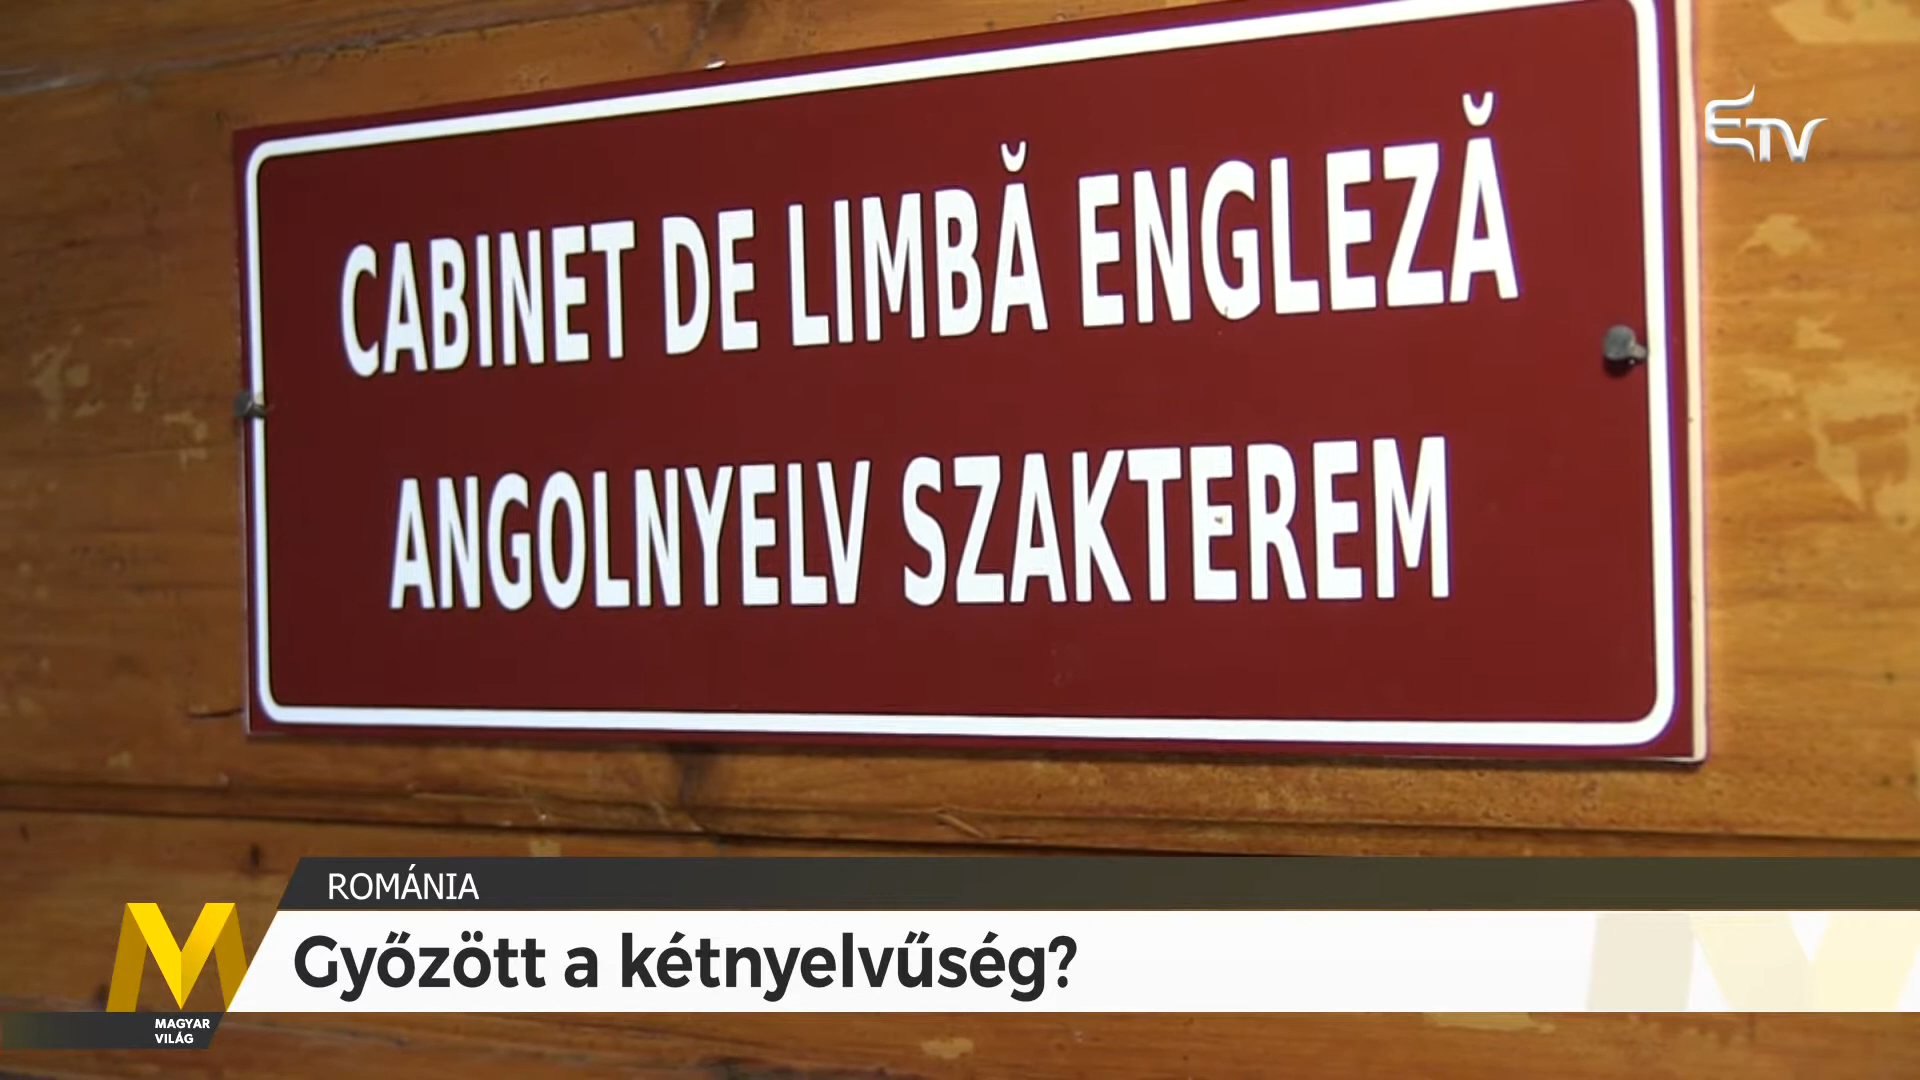 ETV
CABINET DE LIMBĂ ENGLEZĂ
ANGOLNYELV SZAKTEREM
ROMÁNIA
Győzött a kétnyelvűség?
MAGYAR
VILÁG